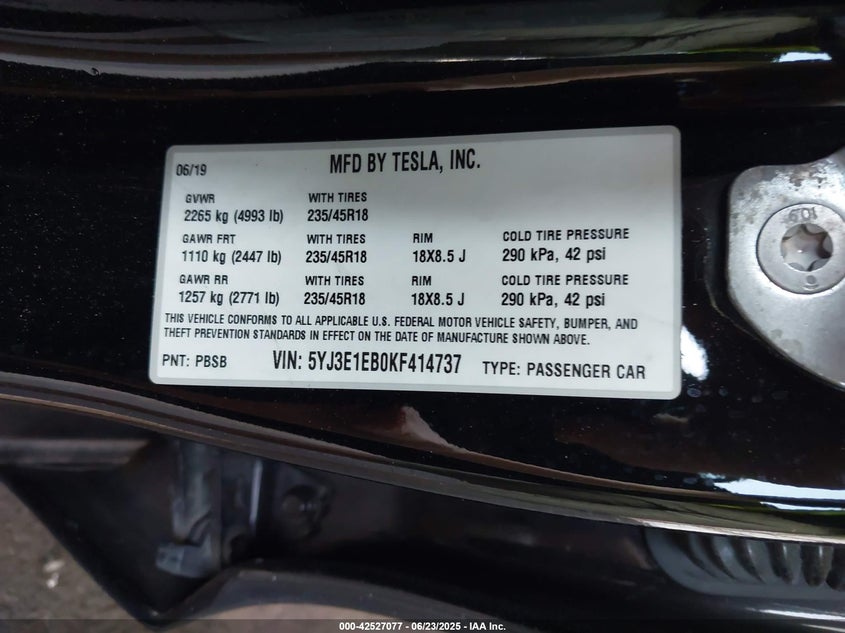 MFD BY TESLA, INC.
06/19
GVWR WITH TIRES
2265 kg (4993 lb) 235/45R18
GAWR FRT WITH TIRES RIM COLD TIRE PRESSURE
1110 kg (2447 lb) 235/45R18 18X8.5 J 290 kPa, 42 psi
GAWR RR WITH TIRES RIM COLD TIRE PRESSURE
1257 kg (2771 lb) 235/45R18 18X8.5 J 290 kPa, 42 psi
THIS VEHICLE CONFORMS TO ALL APPLICABLE U.S. FEDERAL MOTOR VEHICLE SAFETY, BUMPER, AND
THEFT PREVENTION STANDARDS IN EFFECT ON THE DATE OF MANUFACTURE SHOWN ABOVE.
PNT: PBSB VIN: 5YJ3E1EB0KF414737 TYPE: PASSENGER CAR
000-42527077 - 06/23/2025 - IAA Inc.